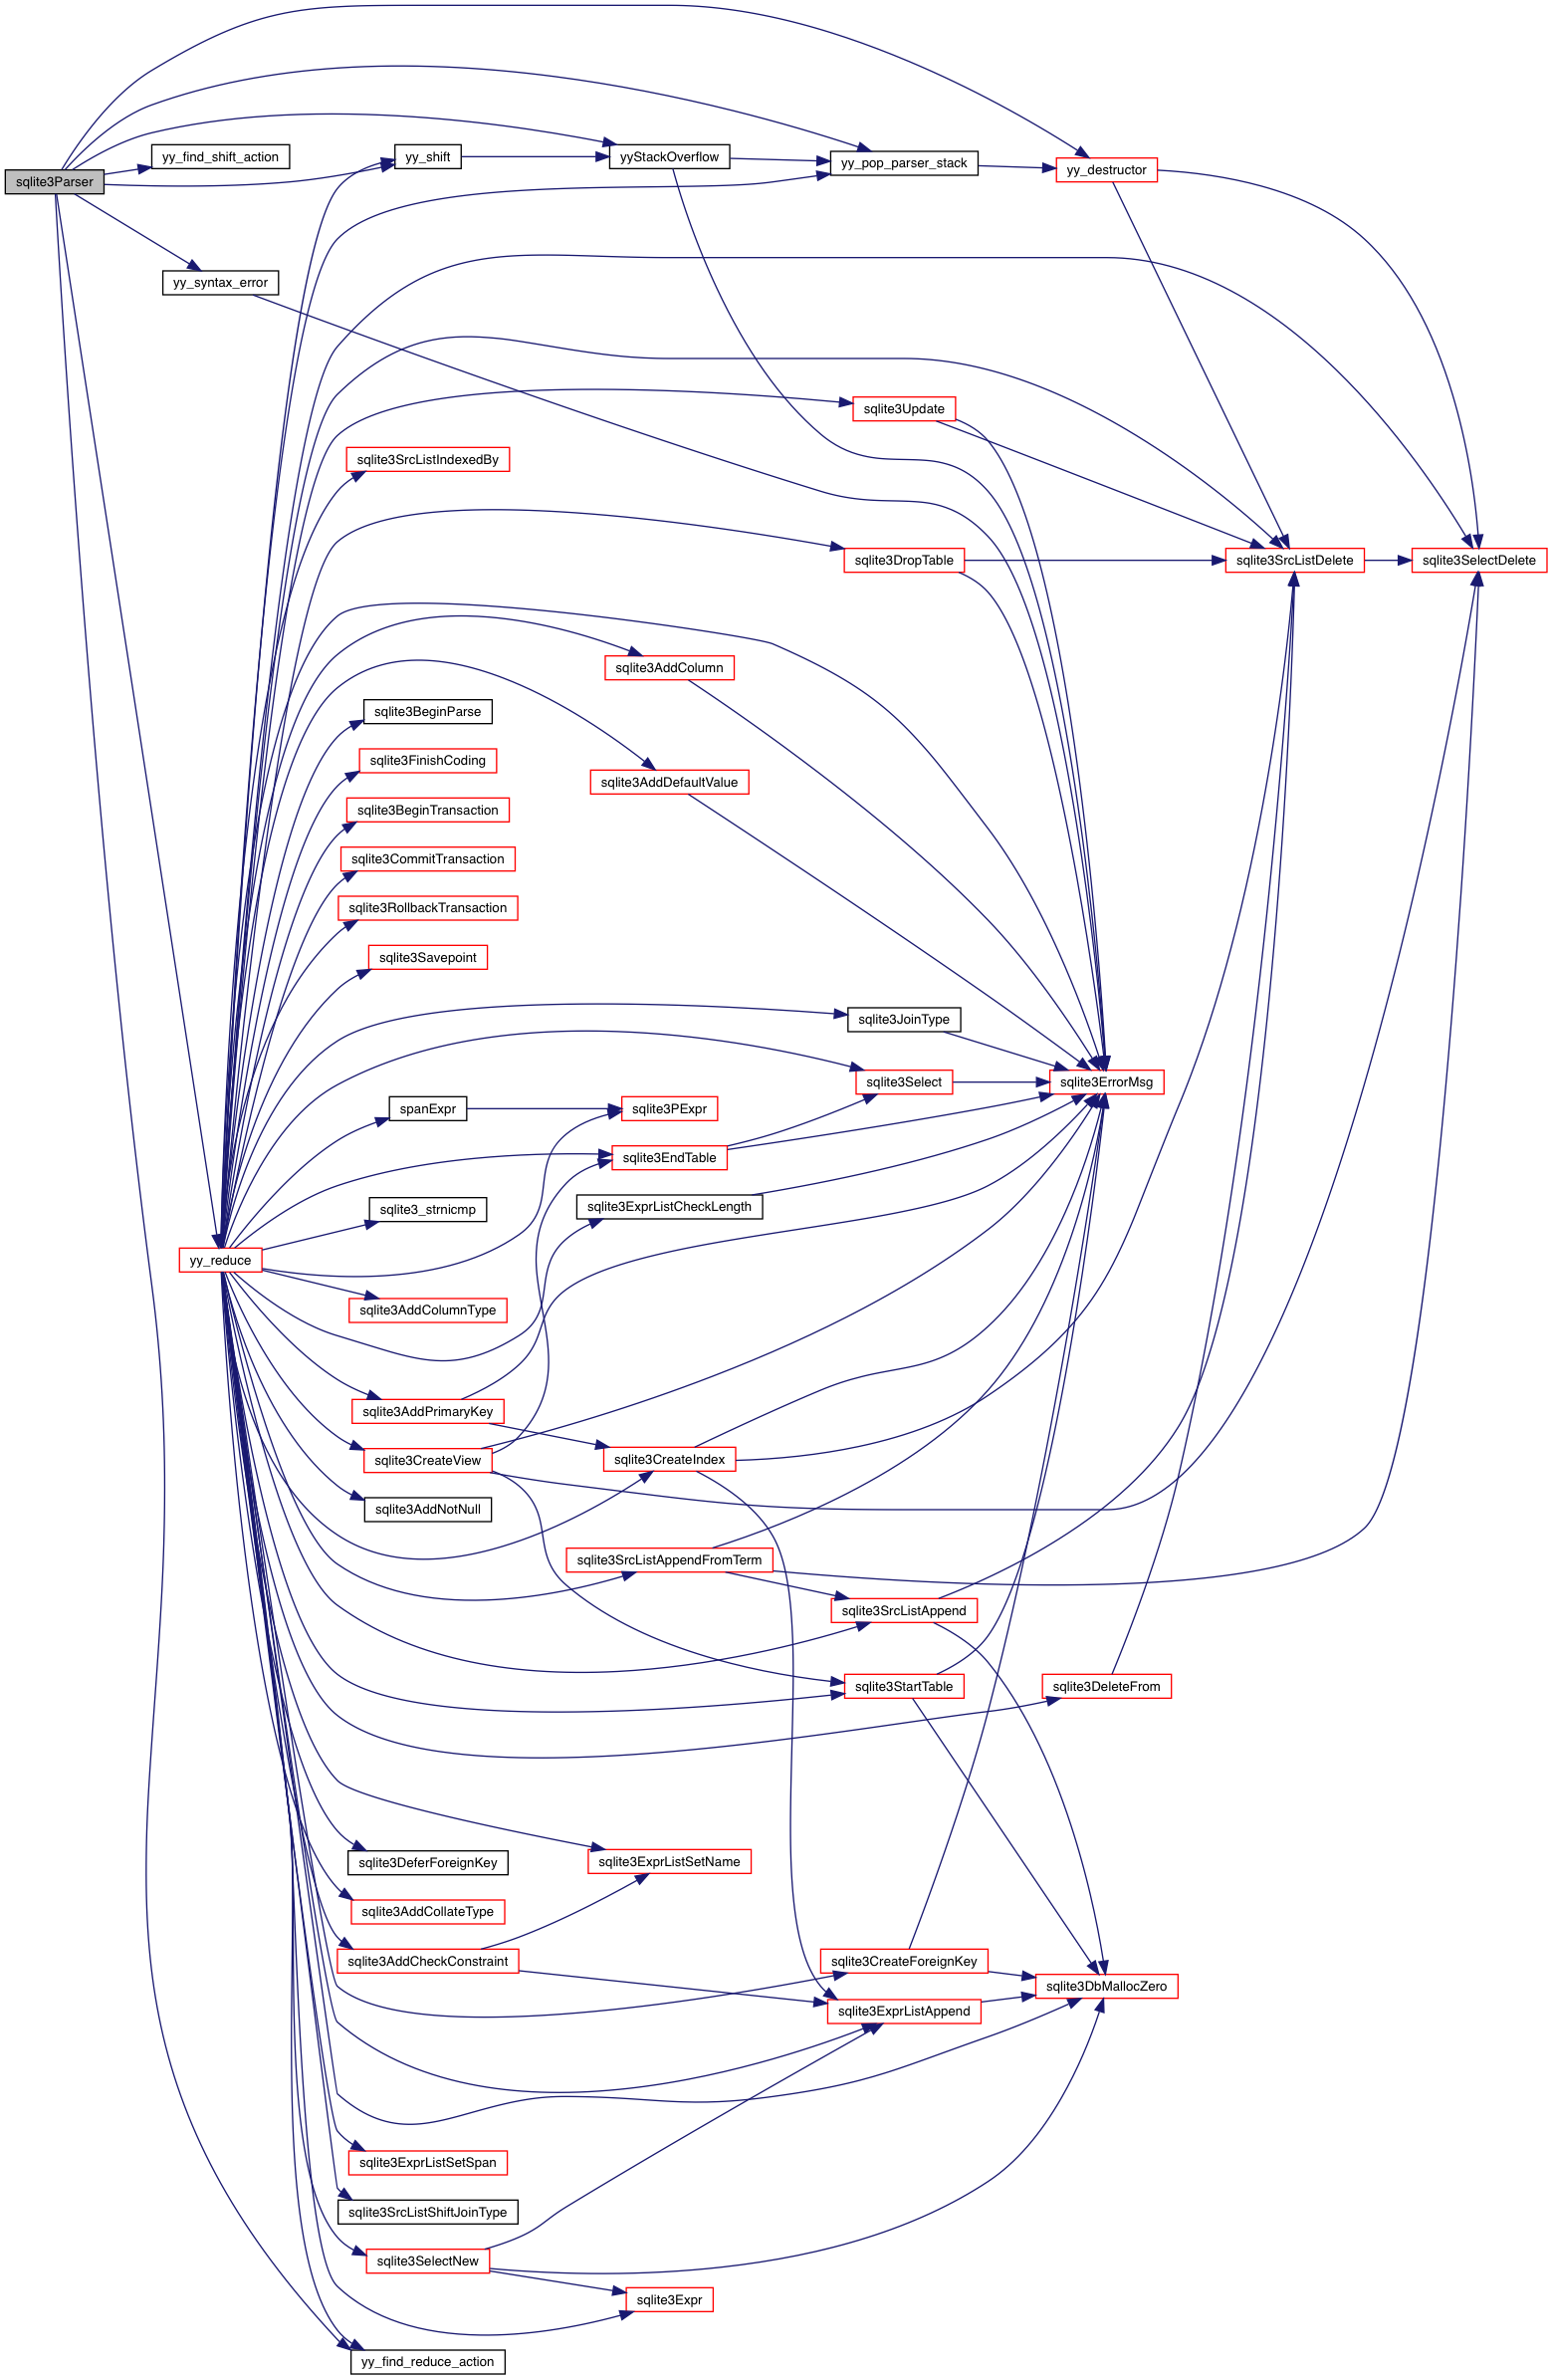 yy_find_shift_action
yy_shift
yyStackOverflow
yy_pop_parser_stack
yy_destructor
sqlite3Parser
yy_syntax_error
sqlite3Update
sqlite3SrcListIndexedBy
sqlite3DropTable
sqlite3SrcListDelete
sqlite3SelectDelete
sqlite3AddColumn
sqlite3BeginParse
sqlite3FinishCoding
sqlite3AddDefaultValue
sqlite3BeginTransaction
sqlite3CommitTransaction
sqlite3RollbackTransaction
sqlite3Savepoint
sqlite3JoinType
sqlite3Select
sqlite3ErrorMsg
spanExpr
sqlite3PExpr
sqlite3EndTable
sqlite3_strnicmp
sqlite3ExprListCheckLength
yy_reduce
sqlite3AddColumnType
sqlite3AddPrimaryKey
sqlite3CreateView
sqlite3CreateIndex
sqlite3AddNotNull
sqlite3SrcListAppendFromTerm
sqlite3SrcListAppend
sqlite3StartTable
sqlite3DeleteFrom
sqlite3DeferForeignKey
sqlite3ExprListSetName
sqlite3AddCollateType
sqlite3AddCheckConstraint
sqlite3CreateForeignKey
sqlite3DbMallocZero
sqlite3ExprListAppend
sqlite3ExprListSetSpan
sqlite3SrcListShiftJoinType
sqlite3SelectNew
sqlite3Expr
yy_find_reduce_action